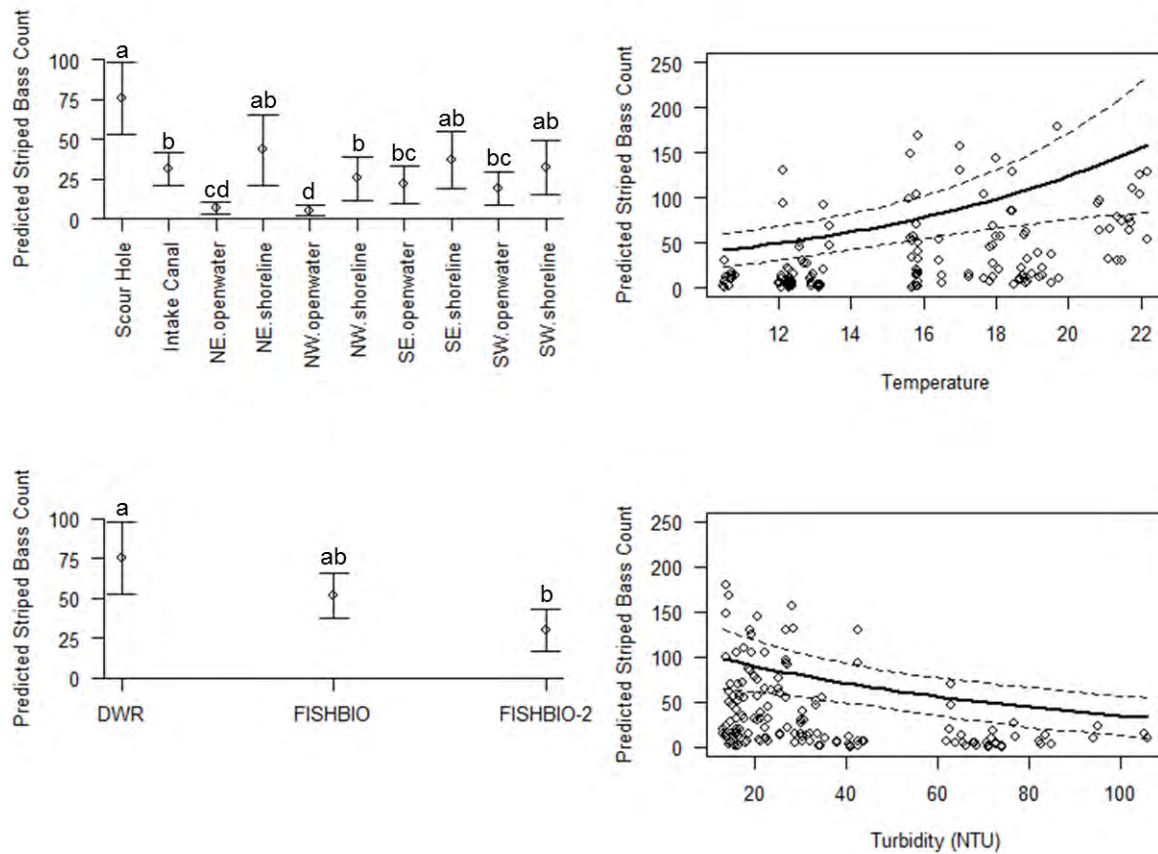 Predicted Striped Bass Count
100
75
50
25
0
a
b
cd
ab
d
b
bc
ab
bc
ab
Scour Hole
Intake Canal
NE.openwater
NE.shoreline
NW.openwater
NW.shoreline
SE.openwater
SE.shoreline
SW.openwater
SW.shoreline
Predicted Striped Bass Count
250
200
150
100
50
0
12 14 16 18 20 22
Temperature
Predicted Striped Bass Count
100
75
50
25
0
a
ab
b
DWR FISHBIO FISHBIO-2
Predicted Striped Bass Count
250
200
150
100
50
0
20 40 60 80 100
Turbidity (NTU)